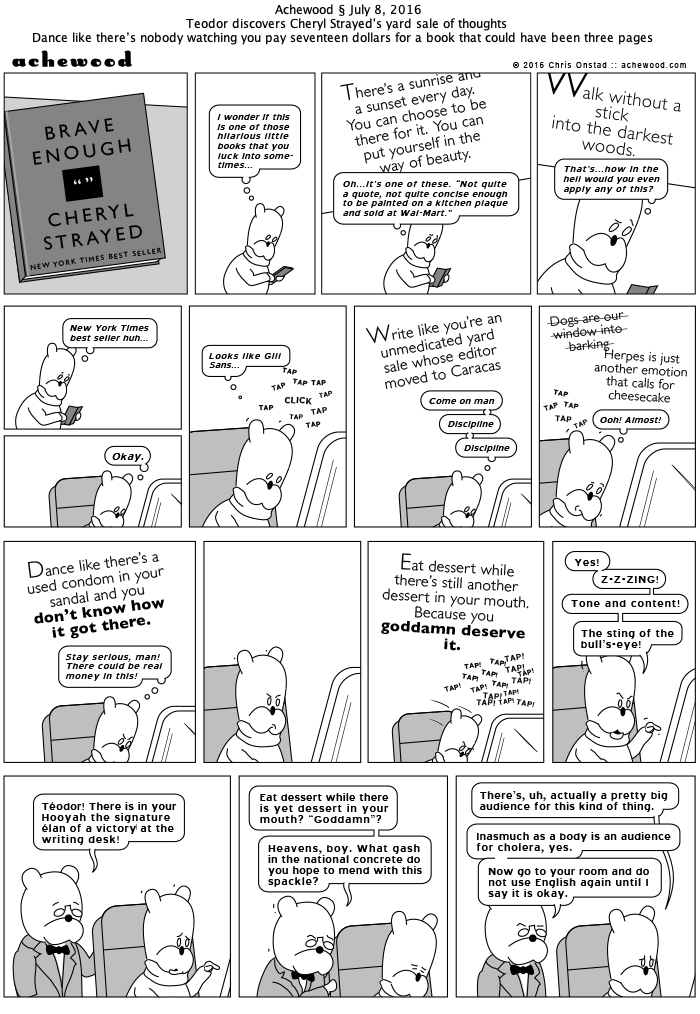 Achewood § July 8, 2016
Teodor discovers Cheryl Strayed's yard sale of thoughts
Dance like there's nobody watching you pay seventeen dollars for a book that could have been three pages
achewood
© 2016 Chris Onstad :: achewood.com
BRAVE
ENOUGH
“ ”
CHERYL
STRAYED
NEW YORK TIMES BEST SELLER
I wonder if this
is one of those
hilarious little
books that you
luck into some-
times...
There's a sunrise and
a sunset every day.
You can choose to be
there for it. You can
put yourself in the
way of beauty.
Oh...it's one of these. "Not quite
a quote, not quite concise enough
to be painted on a kitchen plaque
and sold at Wal-Mart."
Walk without a
stick
into the darkest
woods.
That's...how in the
hell would you even
apply any of this?
New York Times
best seller huh...
Okay.
Looks like Gill
Sans...
TAP
TAP TAP TAP
CLICK TAP
TAP TAP TAP
TAP
Write like you're an
unmedicated yard
sale whose editor
moved to Caracas
Come on man
Discipline
Discipline
Dogs are our
window into
barking
Herpes is just
another emotion
that calls for
cheesecake
TAP
TAP TAP
TAP TAP
Ooh! Almost!
Dance like there's a
used condom in your
sandal and you
don't know how
it got there.
Stay serious, man!
There could be real
money in this!
Eat dessert while
there's still another
dessert in your mouth.
Because you
goddamn deserve
it.
TAP! TAP! TAP!
TAP! TAP! TAP!
TAP! TAP! TAP! TAP!
TAP! TAP!
TAP! TAP! TAP!
Yes!
Z-Z-ZING!
Tone and content!
The sting of the
bull's-eye!
Téodor! There is in your
Hooyah the signature
élan of a victory at the
writing desk!
Eat dessert while there
is yet dessert in your
mouth? "Goddamn"?
Heavens, boy. What gash
in the national concrete do
you hope to mend with this
spackle?
There's, uh, actually a pretty big
audience for this kind of thing.
Inasmuch as a body is an audience
for cholera, yes.
Now go to your room and do
not use English again until I
say it is okay.